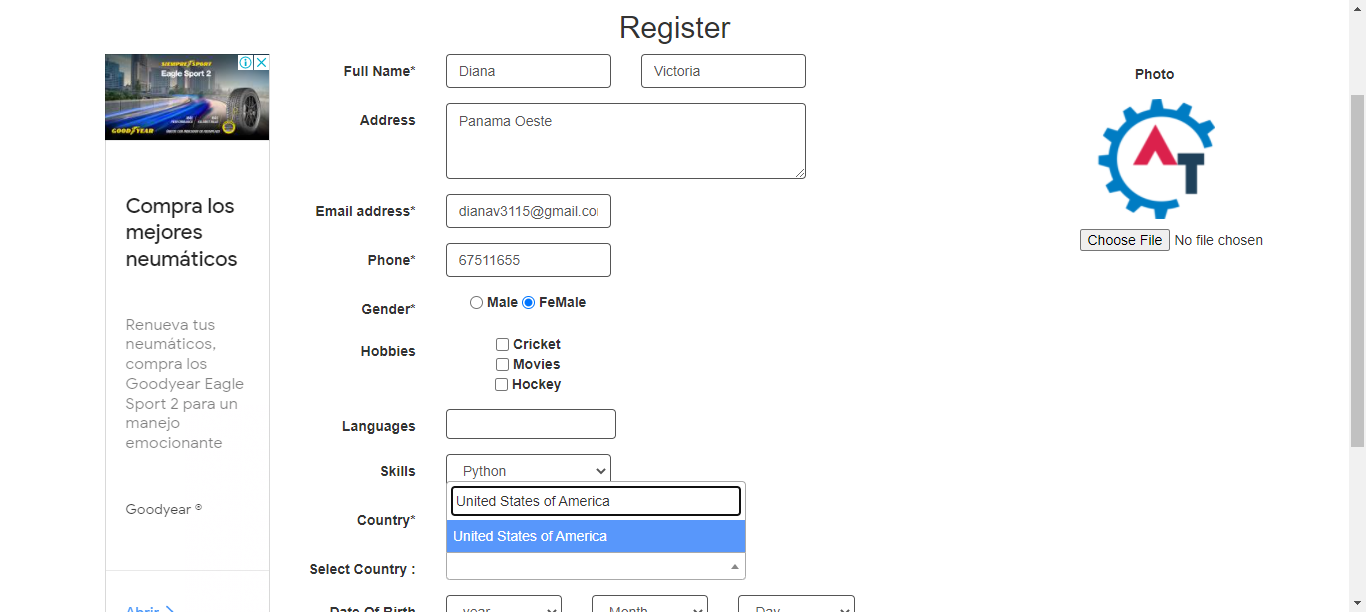 Register
SIEMPRE SPORT
Eagle Sport 2
GOODYEAR
Compra los
mejores
neumáticos
Renueva tus
neumáticos,
compra los
Goodyear Eagle
Sport 2 para un
manejo
emocionante
Goodyear ®
Abrir
Full Name* Diana Victoria
Address Panama Oeste
Email address* dianav3115@gmail.co
Phone* 67511655
Gender* Male FeMale
Hobbies Cricket
Movies
Hockey
Languages
Skills Python
United States of America
Country* United States of America
Select Country :
Date Of Birth year Month Day
Photo
AT
Choose File No file chosen